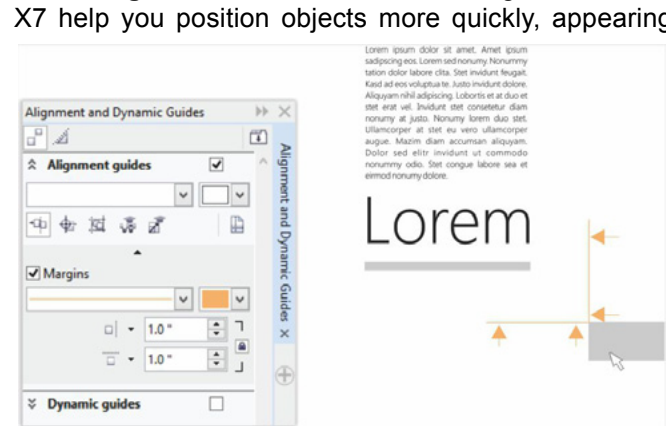 X7 help you position objects more quickly, appearing
Lorem ipsum dolor sit amet. Amet ipsum
sadipscing eos. Lorem sed nonumy. Nonummy
tation dolor labore clita. Stet invidunt feugait.
Kasd ad eos voluptua te. Justo invidunt dolore.
Aliquyam nihil adipiscing. Lobortis et at duo et
stet erat vel. Invidunt stet consetetur diam
nonumy at justo. Nonumy lorem duo stet.
Ullamcorper at stet eu vero ullamcorper
augue. Mazim diam accumsan aliquyam.
Dolor sed elitr invidunt ut commodo
nonummy odio. Stet congue labore sea et
eirmod nonumy dolore.
Lorem
Alignment and Dynamic Guides
Alignment guides
Margins
1.0 "
1.0 "
Dynamic guides
Alignment and Dynamic Guides